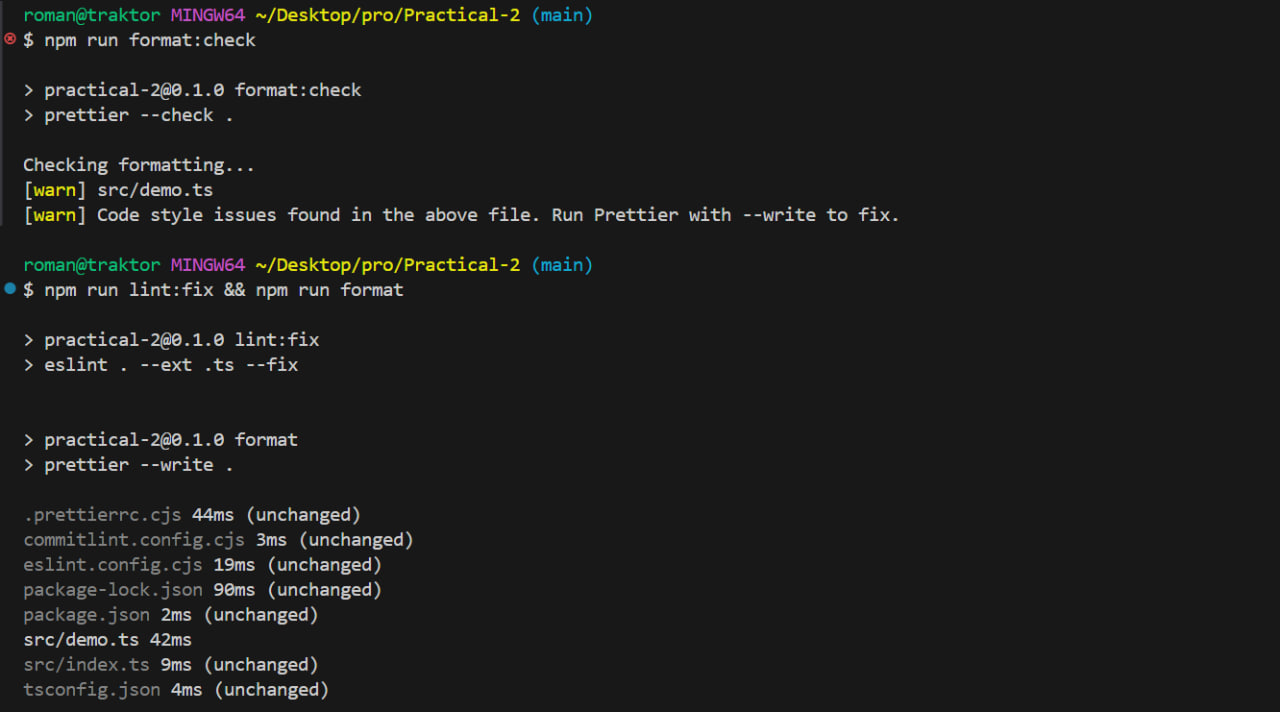 roman@traktor MINGW64 ~/Desktop/pro/Practical-2 (main)
$ npm run format:check
> practical-2@0.1.0 format:check
> prettier --check .
Checking formatting...
[warn] src/demo.ts
[warn] Code style issues found in the above file. Run Prettier with --write to fix.
roman@traktor MINGW64 ~/Desktop/pro/Practical-2 (main)
$ npm run lint:fix && npm run format
> practical-2@0.1.0 lint:fix
> eslint . --ext .ts --fix
> practical-2@0.1.0 format
> prettier --write .
.prettierrc.cjs 44ms (unchanged)
commitlint.config.cjs 3ms (unchanged)
eslint.config.cjs 19ms (unchanged)
package-lock.json 90ms (unchanged)
package.json 2ms (unchanged)
src/demo.ts 42ms
src/index.ts 9ms (unchanged)
tsconfig.json 4ms (unchanged)